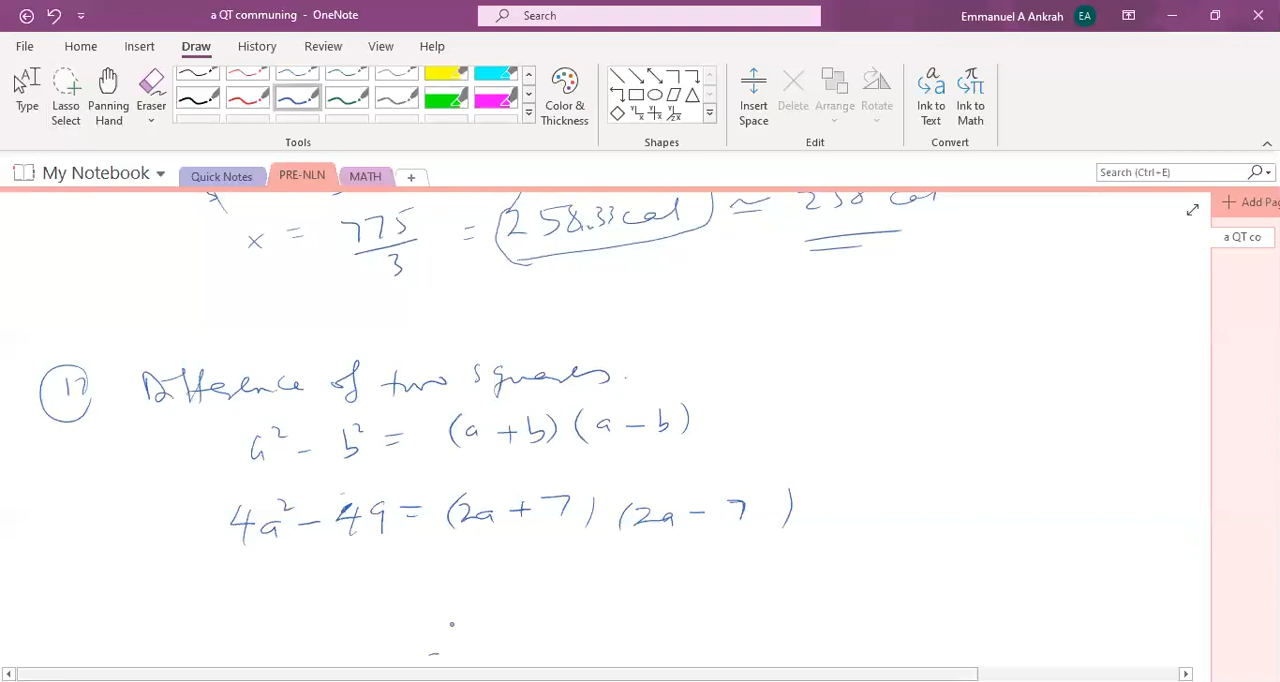 a QT communing - OneNote
Search
Emmanuel A Ankrah
EA
File Home Insert Draw History Review View Help
Type
Lasso Select
Panning Hand
Eraser
Color & Thickness
Insert Space
Delete
Arrange
Rotate
Ink to Text
Ink to Math
Tools
Shapes
Edit
Convert
My Notebook
Quick Notes
PRE-NLN
MATH
Search (Ctrl+E)
Add Pag
a QT co
x = 775/3 = (258.33 cal) ≃ 258 cal
17 Difference of two squares.
a² - b² = (a + b) (a - b)
4a² - 49 = (2a + 7) (2a - 7)